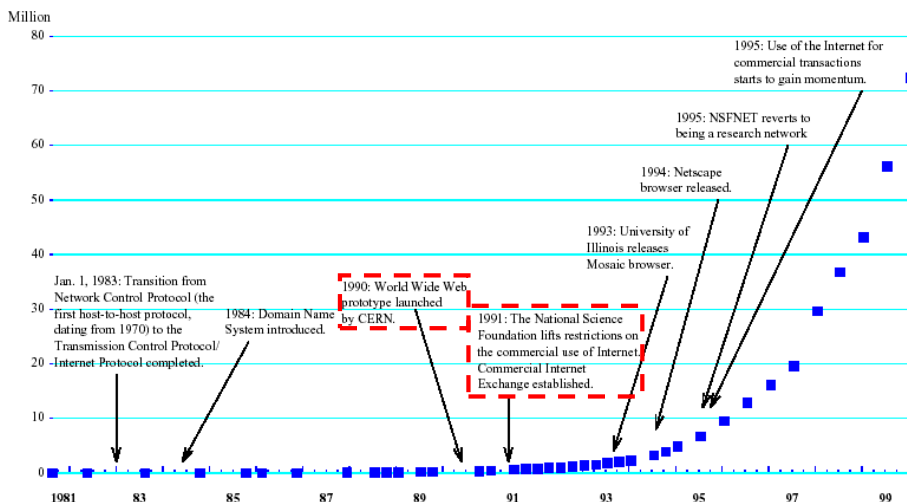 Million
80
70
60
50
40
30
20
10
0
1995: Use of the Internet for
commercial transactions
starts to gain momentum.
1995: NSFNET reverts to
being a research network
1994: Netscape
browser released.
1993: University of
Illinois releases
Mosaic browser.
Jan. 1, 1983: Transition from
Network Control Protocol (the
first host-to-host protocol,
dating from 1970) to the
Transmission Control Protocol/
Internet Protocol completed.
1984: Domain Name
System introduced.
1990: World Wide Web
prototype launched
by CERN.
1991: The National Science
Foundation lifts restrictions on
the commercial use of Internet.
Commercial Internet
Exchange established.
1981 83 85 87 89 91 93 95 97 99